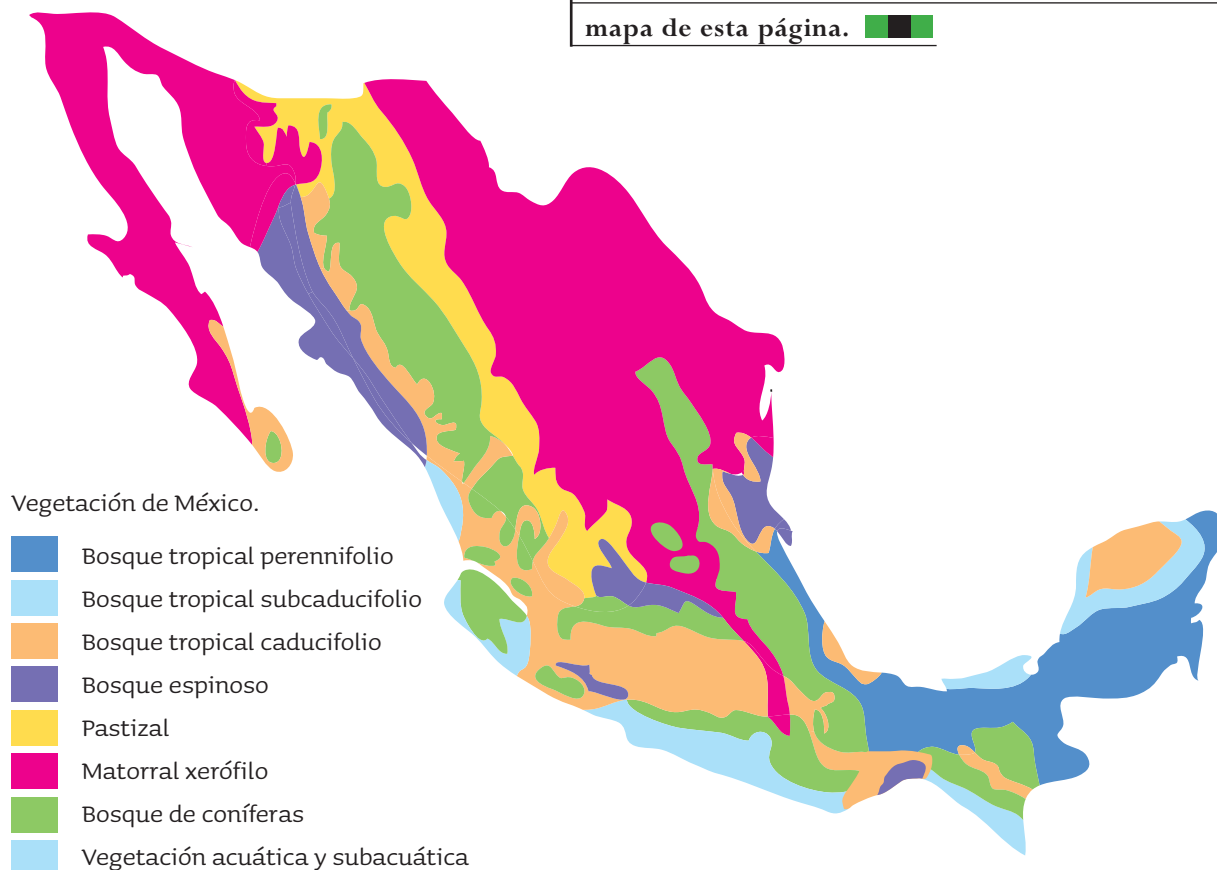 mapa de esta página.
Vegetación de México.
Bosque tropical perennifolio
Bosque tropical subcaducifolio
Bosque tropical caducifolio
Bosque espinoso
Pastizal
Matorral xerófilo
Bosque de coníferas
Vegetación acuática y subacuática